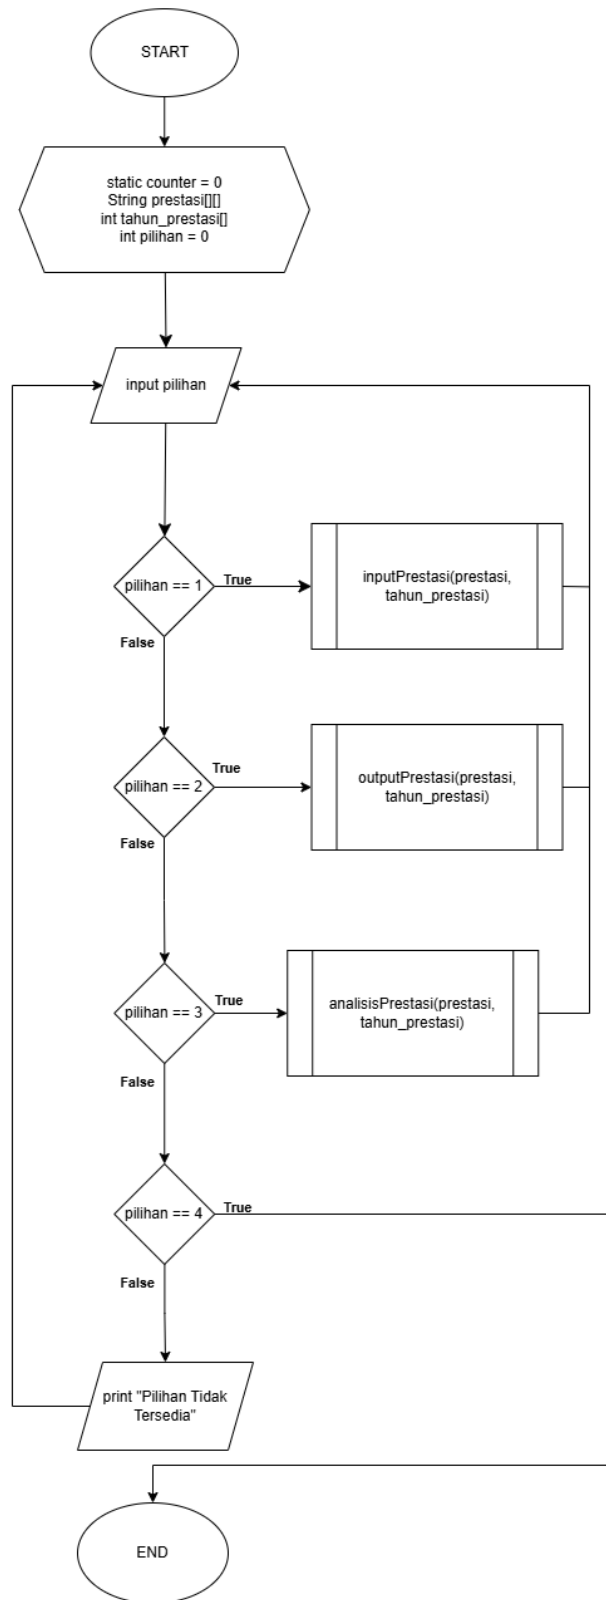 START
static counter = 0
String prestasi[][]
int tahun_prestasi[]
int pilihan = 0
input pilihan
pilihan == 1
True
inputPrestasi(prestasi,
tahun_prestasi)
False
pilihan == 2
True
outputPrestasi(prestasi,
tahun_prestasi)
False
pilihan == 3
True
analisisPrestasi(prestasi,
tahun_prestasi)
False
pilihan == 4
True
False
print "Pilihan Tidak
Tersedia"
END